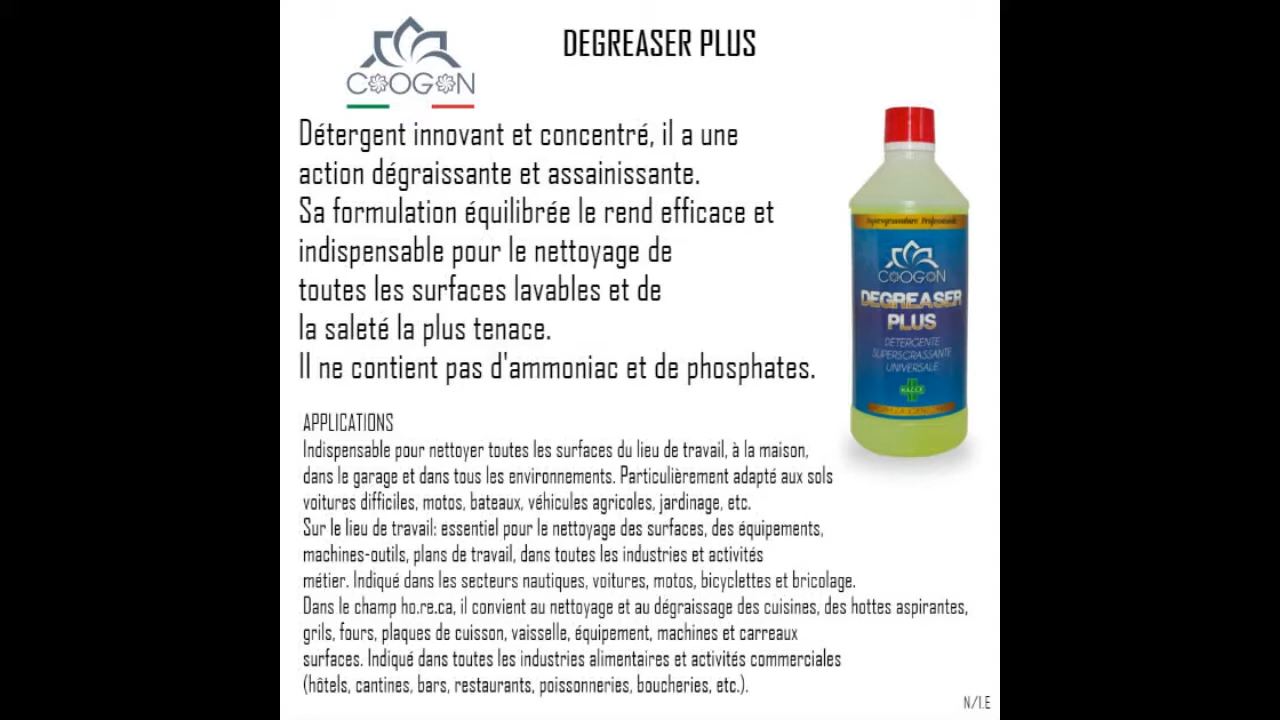 COOGON
DEGREASER PLUS
Détergent innovant et concentré, il a une
action dégraissante et assainissante.
Sa formulation équilibrée le rend efficace et
indispensable pour le nettoyage de
toutes les surfaces lavables et de
la saleté la plus tenace.
Il ne contient pas d'ammoniac et de phosphates.
COOGON
DEGREASER
PLUS
DETERGENTE
SUPERSGRASSANTE
UNIVERSALE
HACCP
APPLICATIONS
Indispensable pour nettoyer toutes les surfaces du lieu de travail, à la maison,
dans le garage et dans tous les environnements. Particulièrement adapté aux sols
voitures difficiles, motos, bateaux, véhicules agricoles, jardinage, etc.
Sur le lieu de travail: essentiel pour le nettoyage des surfaces, des équipements,
machines-outils, plans de travail, dans toutes les industries et activités
métier. Indiqué dans les secteurs nautiques, voitures, motos, bicyclettes et bricolage.
Dans le champ ho.re.ca, il convient au nettoyage et au dégraissage des cuisines, des hottes aspirantes,
grils, fours, plaques de cuisson, vaisselle, équipement, machines et carreaux
surfaces. Indiqué dans toutes les industries alimentaires et activités commerciales
(hôtels, cantines, bars, restaurants, poissonneries, boucheries, etc.).
N/I.E